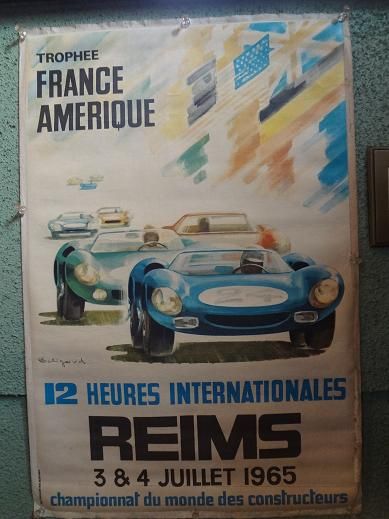 TROPHEE
FRANCE
AMERIQUE
12 HEURES INTERNATIONALES
REIMS
3 & 4 JUILLET 1965
championnat du monde des constructeurs